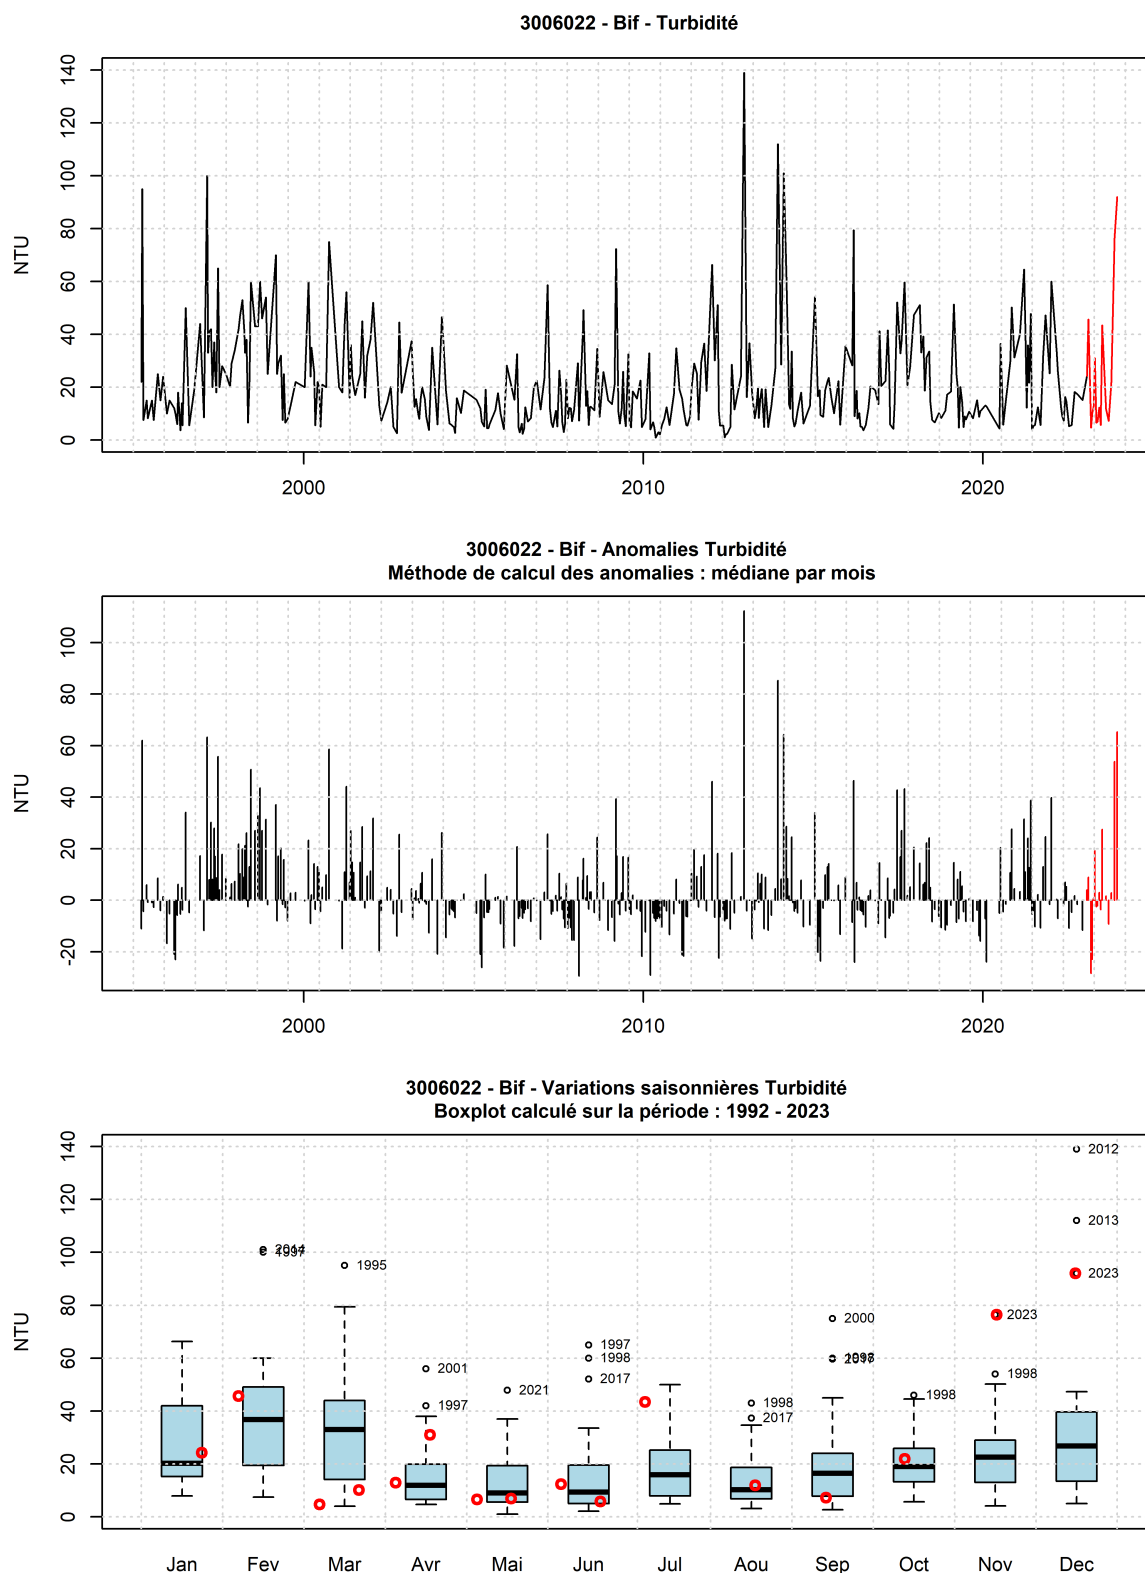 3006022 - Bif - Turbidité
NTU
140
120
100
80
60
40
20
0
2000
2010
2020
3006022 - Bif - Anomalies Turbidité
Méthode de calcul des anomalies : médiane par mois
NTU
100
80
60
40
20
0
-20
2000
2010
2020
3006022 - Bif - Variations saisonnières Turbidité
Boxplot calculé sur la période : 1992 - 2023
NTU
140
120
100
80
60
40
20
0
2012
2013
2014
1997
1995
2023
2023
2000
1997
1998
2017
1998
2001
1997
2021
1998
2017
1998
1998
Jan
Fev
Mar
Avr
Mai
Jun
Jul
Aou
Sep
Oct
Nov
Dec